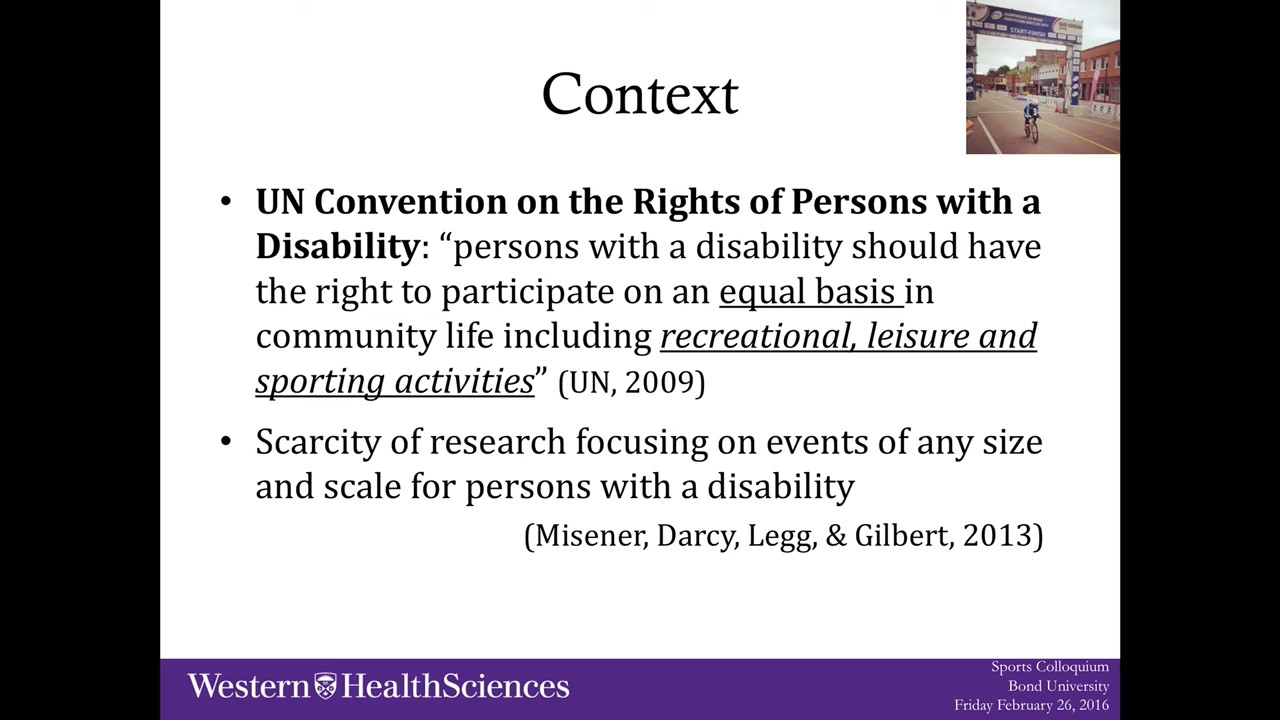 START-FINISH
Context
• UN Convention on the Rights of Persons with a
Disability: “persons with a disability should have
the right to participate on an equal basis in
community life including recreational, leisure and
sporting activities” (UN, 2009)
• Scarcity of research focusing on events of any size
and scale for persons with a disability
(Misener, Darcy, Legg, & Gilbert, 2013)
Western HealthSciences
Sports Colloquium
Bond University
Friday February 26, 2016